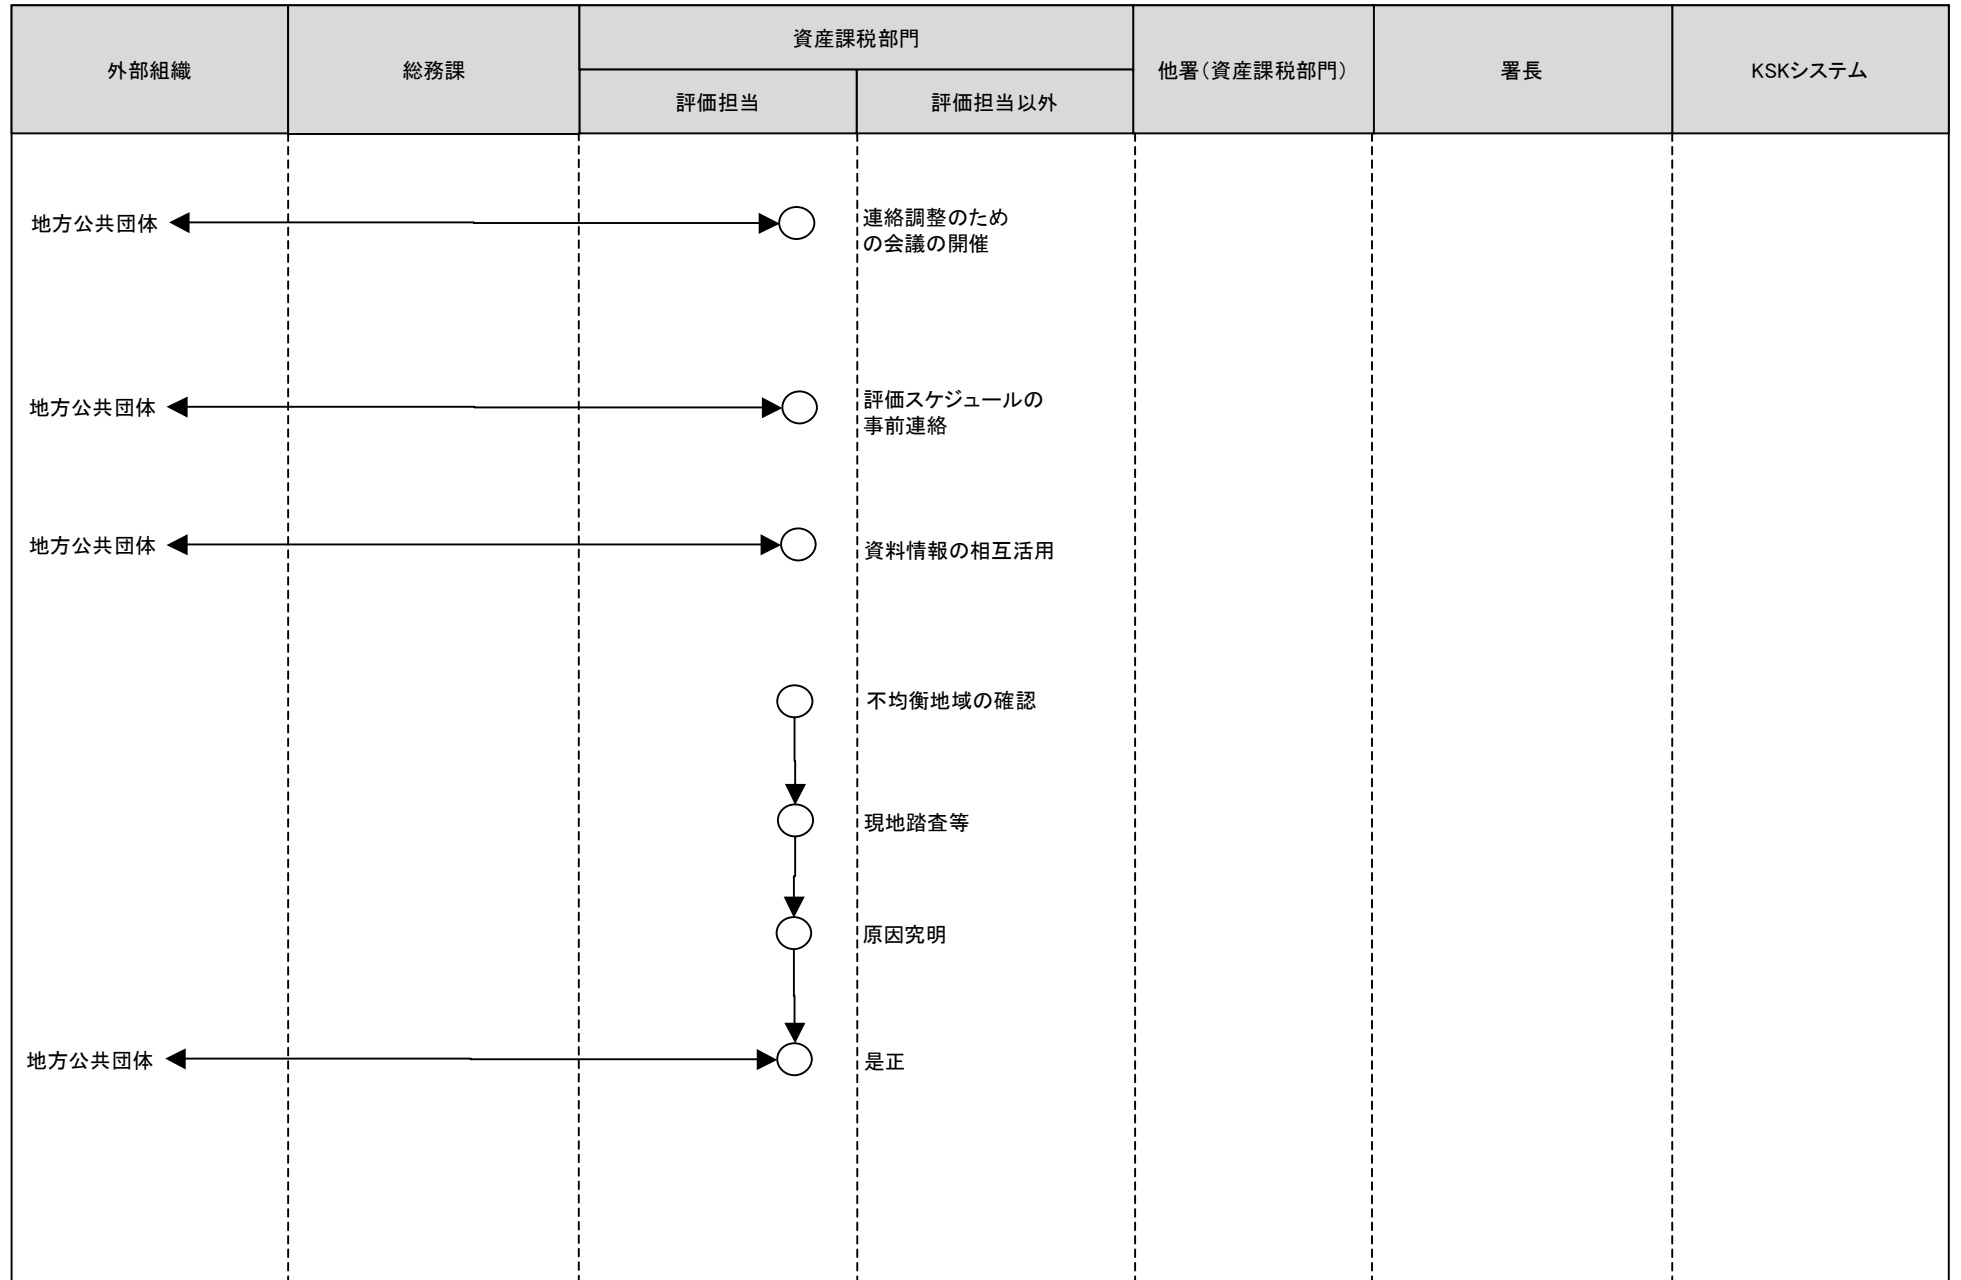 外部組織
総務課
資産課税部門
評価担当
評価担当以外
他署（資産課税部門）
署長
KSKシステム
地方公共団体
連絡調整のため
の会議の開催
地方公共団体
評価スケジュールの
事前連絡
地方公共団体
資料情報の相互活用
不均衡地域の確認
現地踏査等
原因究明
地方公共団体
是正